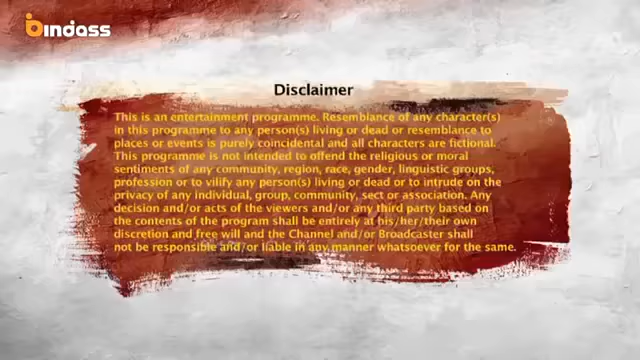 bindass
Disclaimer
This is an entertainment programme. Resemblance of any character(s)
in this programme to any person(s) living or dead or resemblance to
places or events is purely coincidental and all characters are fictional.
This programme is not intended to offend the religious or moral
sentiments of any community, region, race, gender, linguistic groups,
profession or to vilify any person(s) living or dead or to intrude on the
privacy of any individual, group, community, sect or association. Any
decision and/or acts of the viewers and/or any third party based on
the contents of the program shall be entirely at his/her/their own
discretion and free will and the Channel and/or Broadcaster shall
not be responsible and/or liable in any manner whatsoever for the same.